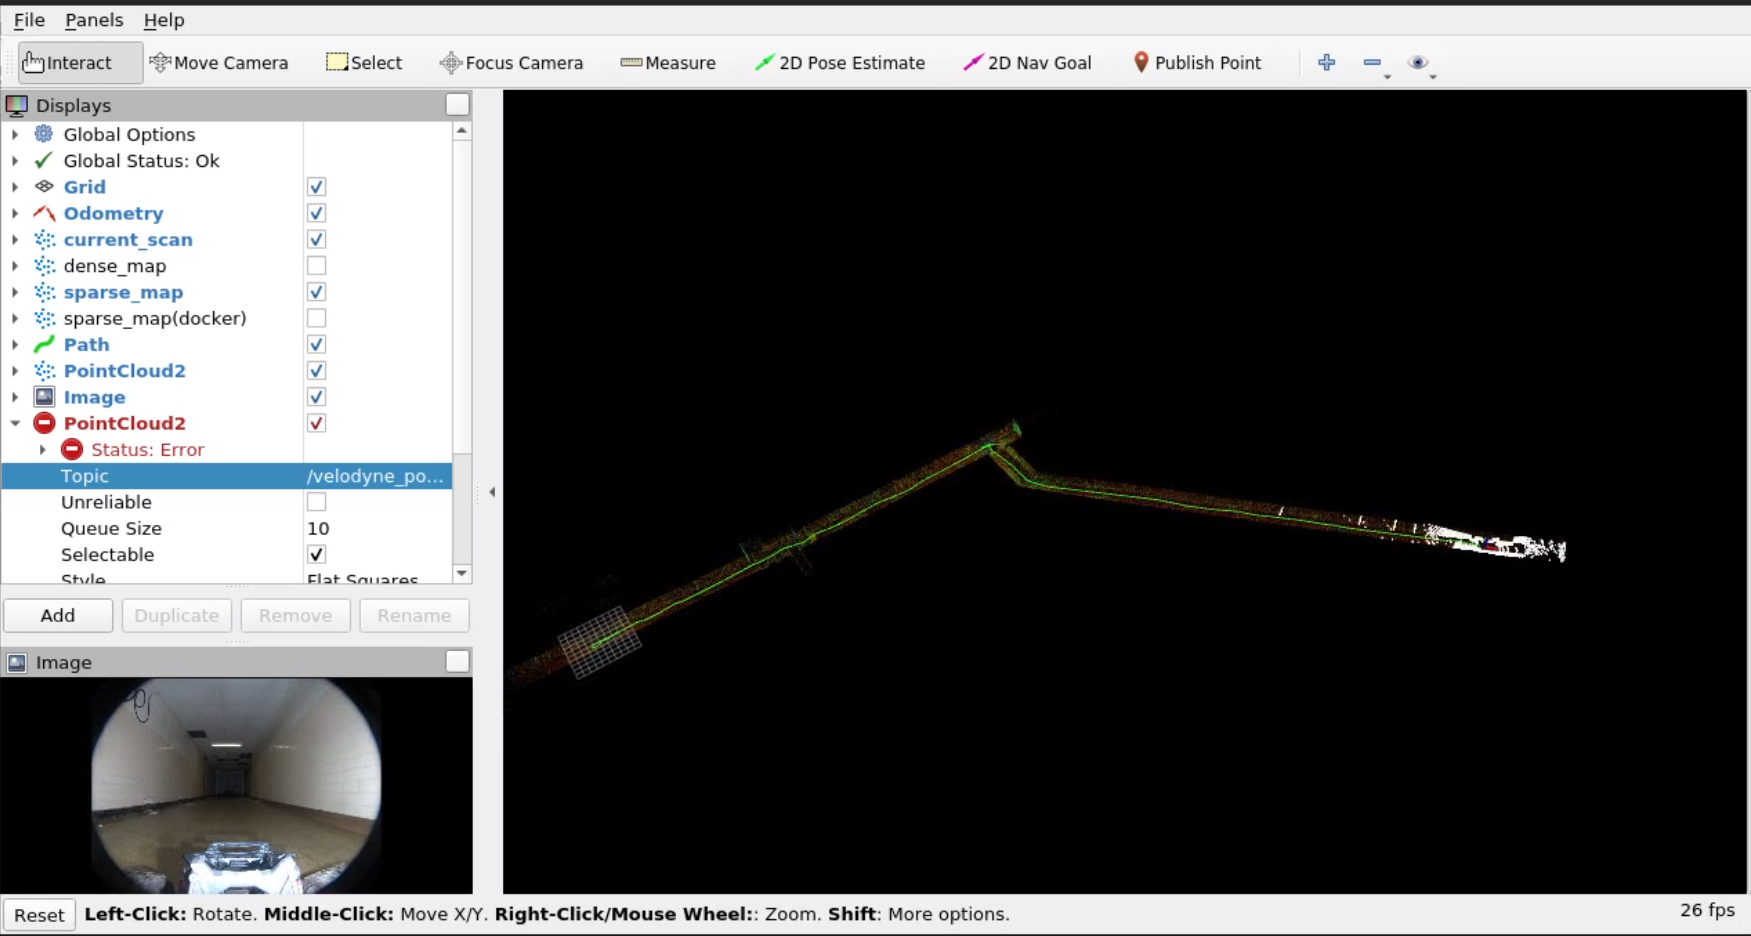 File Panels Help
Interact Move Camera Select Focus Camera Measure 2D Pose Estimate 2D Nav Goal Publish Point
Displays
Global Options
Global Status: Ok
Grid
Odometry
current_scan
dense_map
sparse_map
sparse_map(docker)
Path
PointCloud2
Image
PointCloud2
Status: Error
Topic /velodyne_po...
Unreliable
Queue Size 10
Selectable
Style Flat Squares
Add Duplicate Remove Rename
Image
Reset Left-Click: Rotate. Middle-Click: Move X/Y. Right-Click/Mouse Wheel:: Zoom. Shift: More options. 26 fps